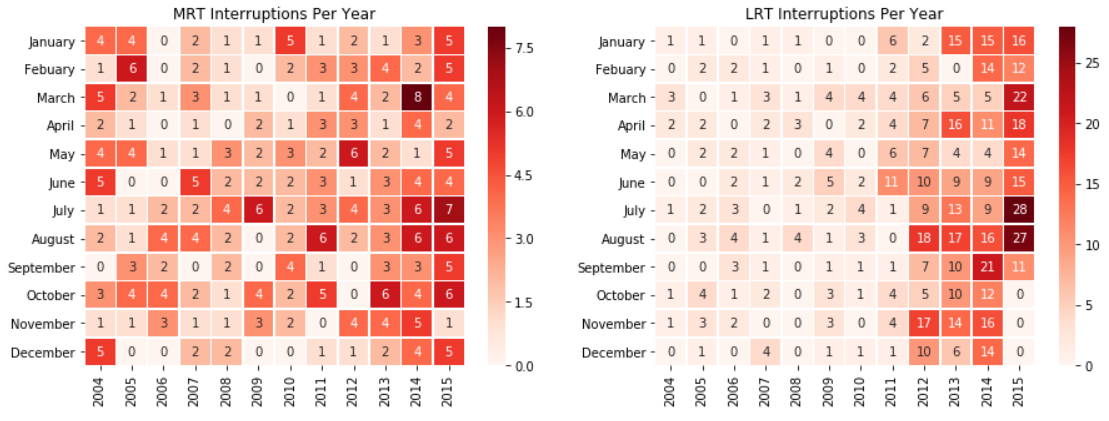 MRT Interruptions Per Year
January 4 4 0 2 1 1 5 1 2 1 3 5
Febuary 1 6 0 2 1 0 2 3 3 4 2 5
March 5 2 1 3 1 1 0 1 4 2 8 4
April 2 1 0 1 0 2 1 3 3 1 4 2
May 4 4 1 1 3 2 3 2 6 2 1 5
June 5 0 0 5 2 2 2 3 1 3 4 4
July 1 1 2 2 4 6 2 3 4 3 6 7
August 2 1 4 4 2 0 2 6 2 3 6 6
September 0 3 2 0 2 0 4 1 0 3 3 5
October 3 4 4 2 1 4 2 5 0 6 4 6
November 1 1 3 1 1 3 2 0 4 4 5 1
December 5 0 0 2 2 0 0 1 1 2 4 5
2004 2005 2006 2007 2008 2009 2010 2011 2012 2013 2014 2015
7.5
6.0
4.5
3.0
1.5
0.0
LRT Interruptions Per Year
January 1 1 0 1 1 0 0 6 2 15 15 16
Febuary 0 2 2 1 0 1 0 2 5 0 14 12
March 3 0 1 3 1 4 4 4 6 5 5 22
April 2 2 0 2 3 0 2 4 7 16 11 18
May 0 2 2 1 0 4 0 6 7 4 4 14
June 0 0 2 1 2 5 2 11 10 9 9 15
July 1 2 3 0 1 2 4 1 9 13 9 28
August 0 3 4 1 4 1 3 0 18 17 16 27
September 0 0 3 1 0 1 1 1 7 10 21 11
October 1 4 1 2 0 3 1 4 5 10 12 0
November 1 3 2 0 0 3 0 4 17 14 16 0
December 0 1 0 4 0 1 1 1 10 6 14 0
2004 2005 2006 2007 2008 2009 2010 2011 2012 2013 2014 2015
25
20
15
10
5
0